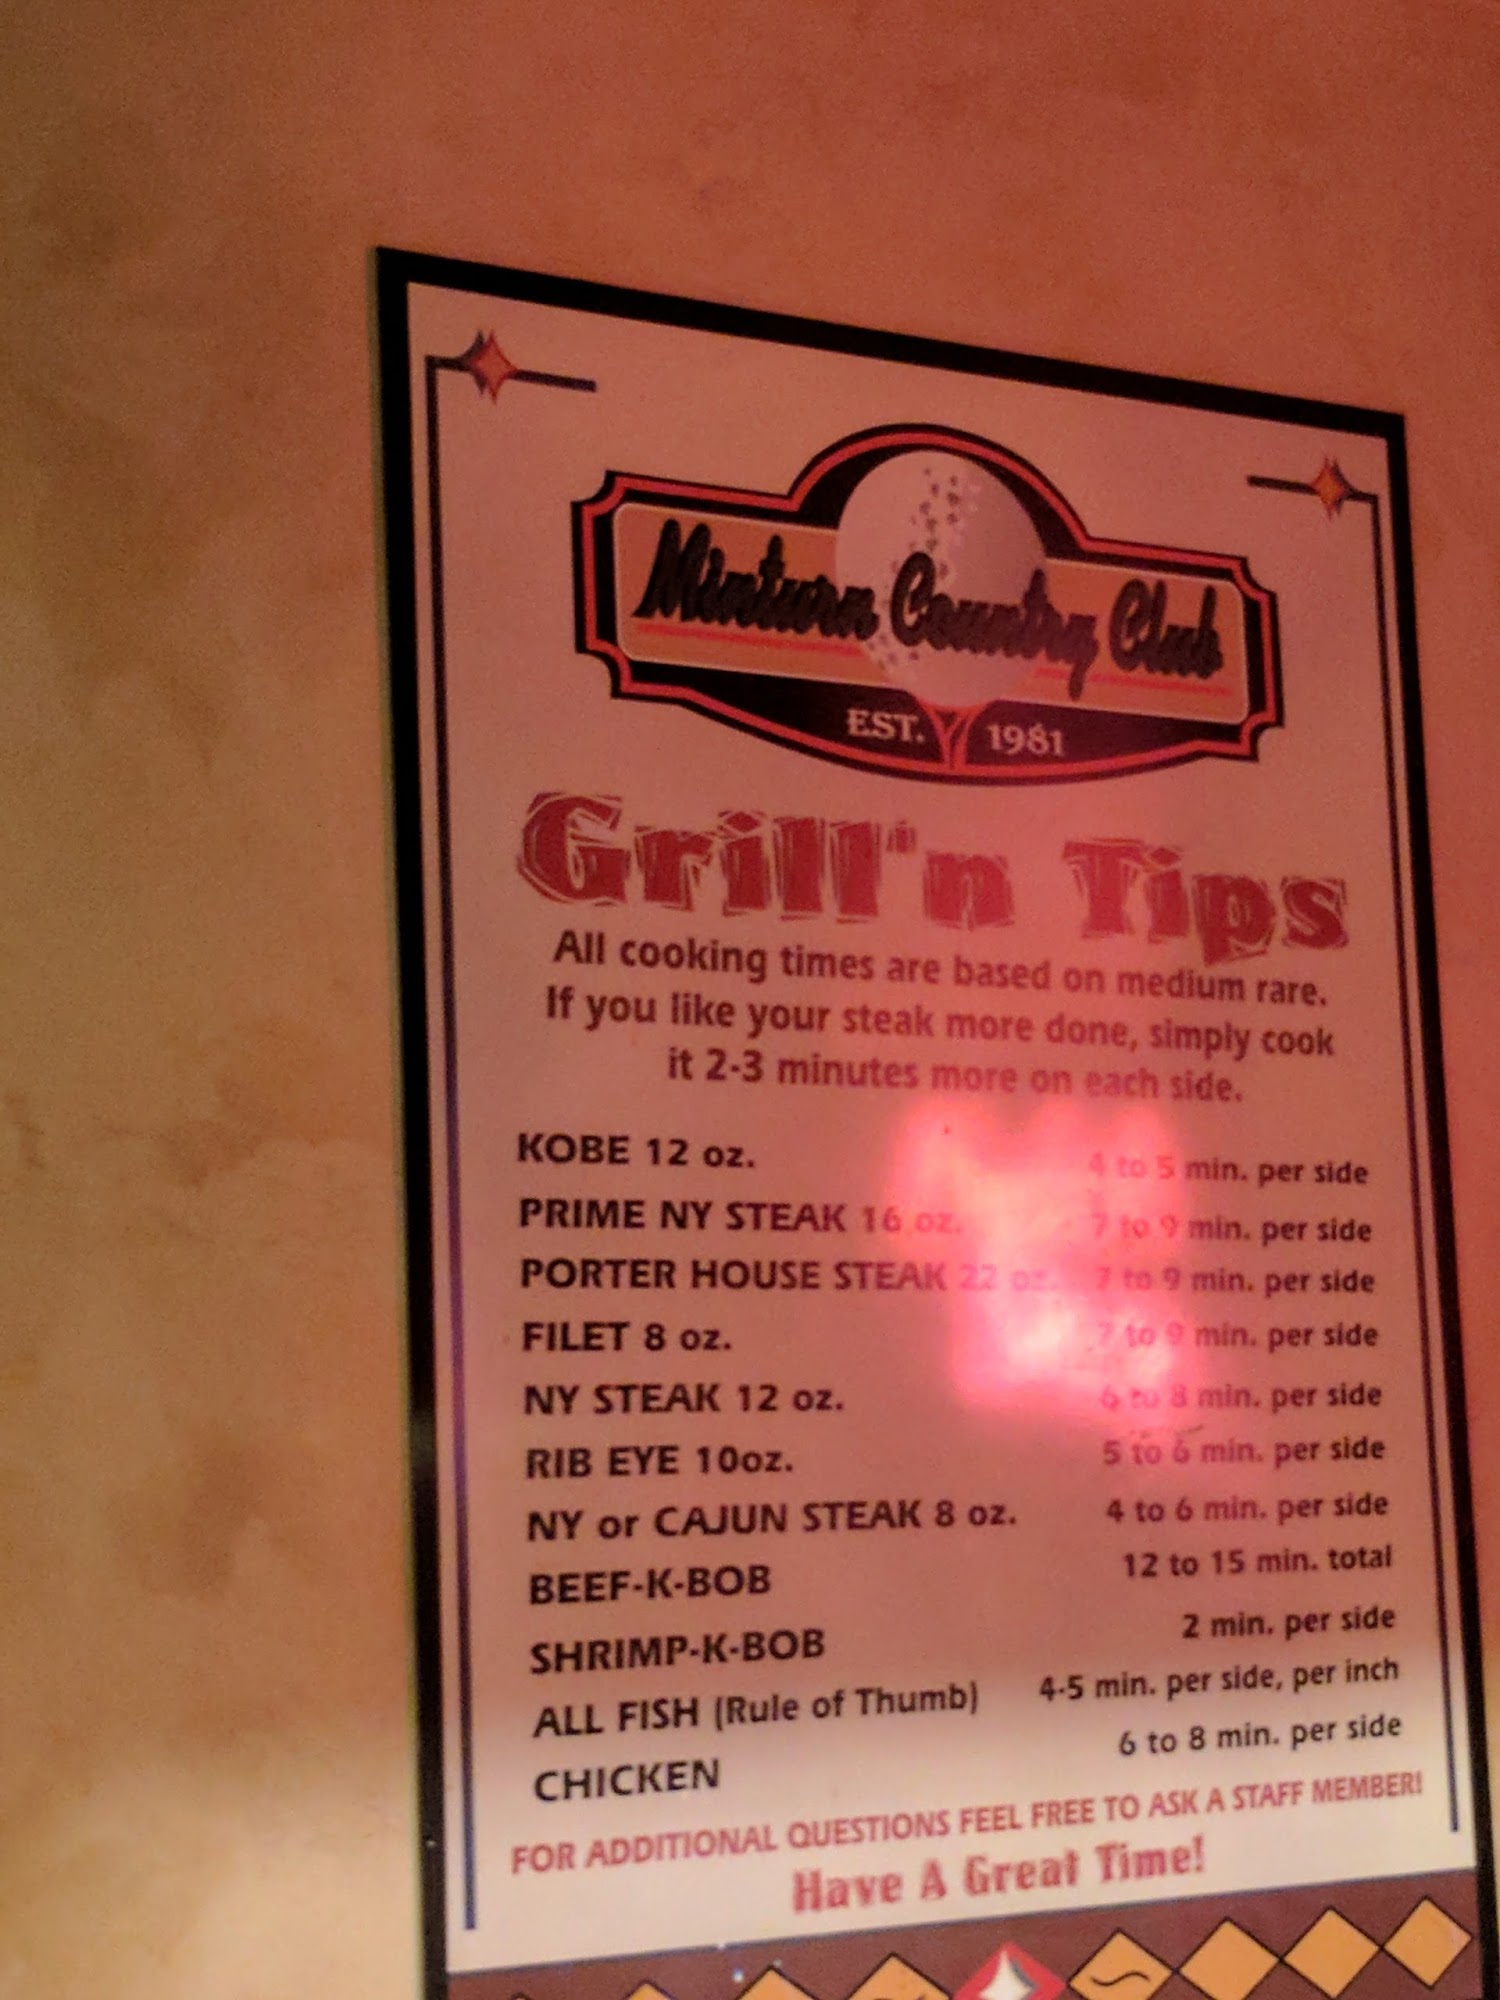 Minturn Country Club
EST. 1981
Grill'n Tips
All cooking times are based on medium rare.
If you like your steak more done, simply cook
it 2-3 minutes more on each side.
KOBE 12 oz. 4 to 5 min. per side
PRIME NY STEAK 16 oz. 7 to 9 min. per side
PORTER HOUSE STEAK 22 oz. 7 to 9 min. per side
FILET 8 oz. 7 to 9 min. per side
NY STEAK 12 oz. 6 to 8 min. per side
RIB EYE 10oz. 5 to 6 min. per side
NY or CAJUN STEAK 8 oz. 4 to 6 min. per side
BEEF-K-BOB 12 to 15 min. total
SHRIMP-K-BOB 2 min. per side
ALL FISH (Rule of Thumb) 4-5 min. per side, per inch
CHICKEN 6 to 8 min. per side
FOR ADDITIONAL QUESTIONS FEEL FREE TO ASK A STAFF MEMBER!
Have A Great Time!